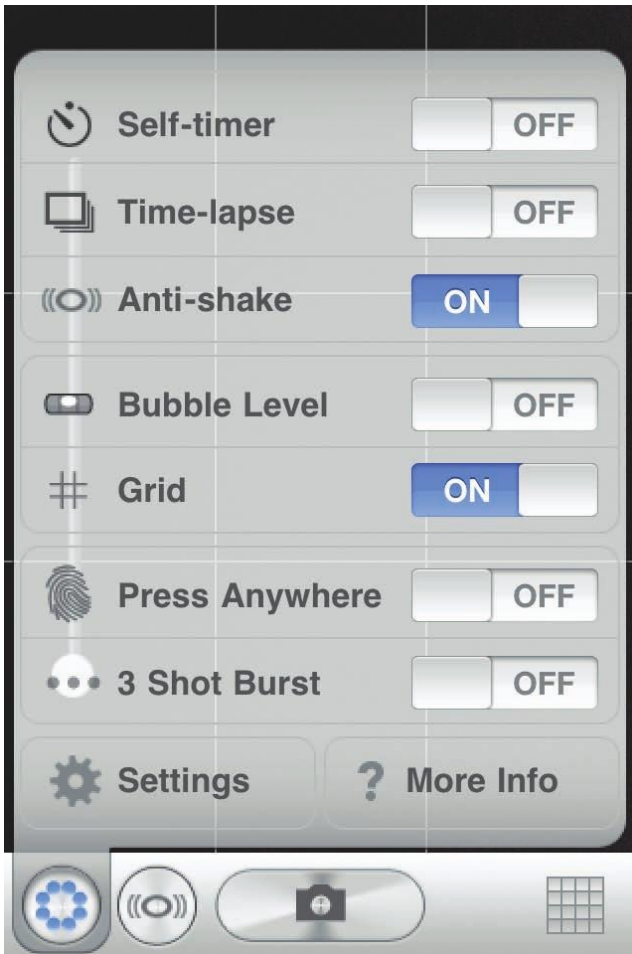 Self-timer OFF
Time-lapse OFF
Anti-shake ON
Bubble Level OFF
Grid ON
Press Anywhere OFF
3 Shot Burst OFF
Settings ? More Info